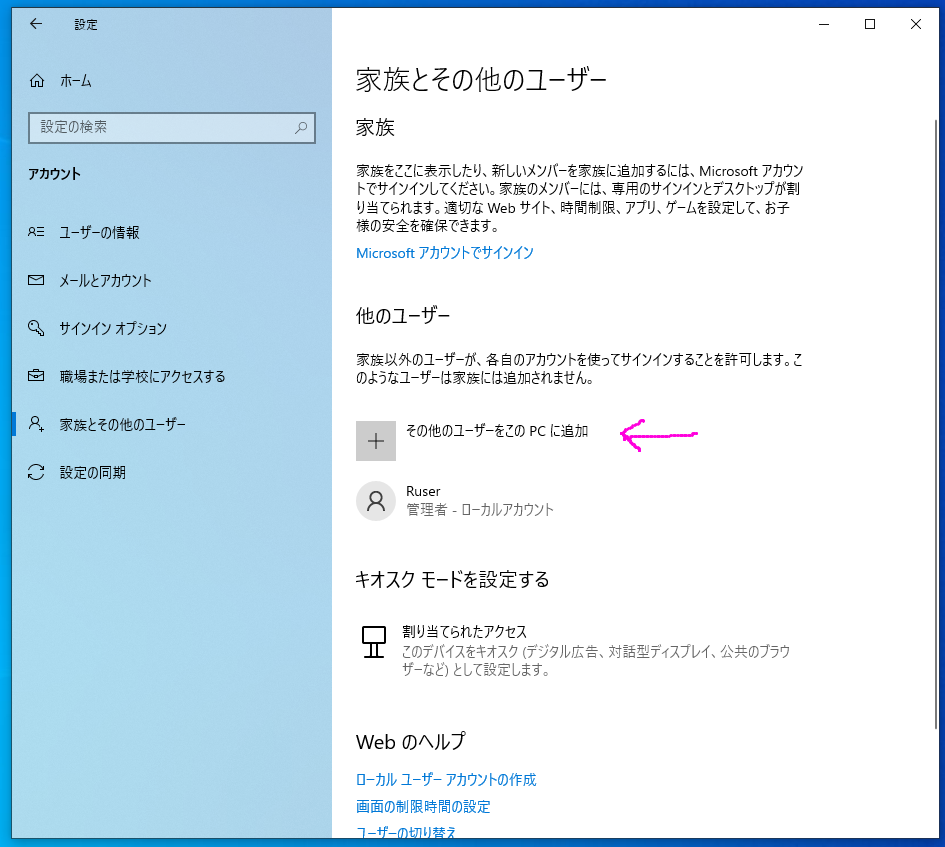 設定
ホーム
設定の検索
アカウント
ユーザーの情報
メールとアカウント
サインイン オプション
職場または学校にアクセスする
家族とその他のユーザー
設定の同期
家族とその他のユーザー
家族
家族をここに表示したり、新しいメンバーを家族に追加するには、Microsoft アカウン
トでサインインしてください。家族のメンバーには、専用のサインインとデスクトップが割
り当てられます。適切な Web サイト、時間制限、アプリ、ゲームを設定して、お子
様の安全を確保できます。
Microsoft アカウントでサインイン
他のユーザー
家族以外のユーザーが、各自のアカウントを使ってサインインすることを許可します。こ
のようなユーザーは家族には追加されません。
その他のユーザーをこの PC に追加
Ruser
管理者 - ローカルアカウント
キオスク モードを設定する
割り当てられたアクセス
このデバイスをキオスク (デジタル広告、対話型ディスプレイ、公共のブラウ
ザーなど) として設定します。
Web のヘルプ
ローカル ユーザー アカウントの作成
画面の制限時間の設定
ユーザーの切り替え